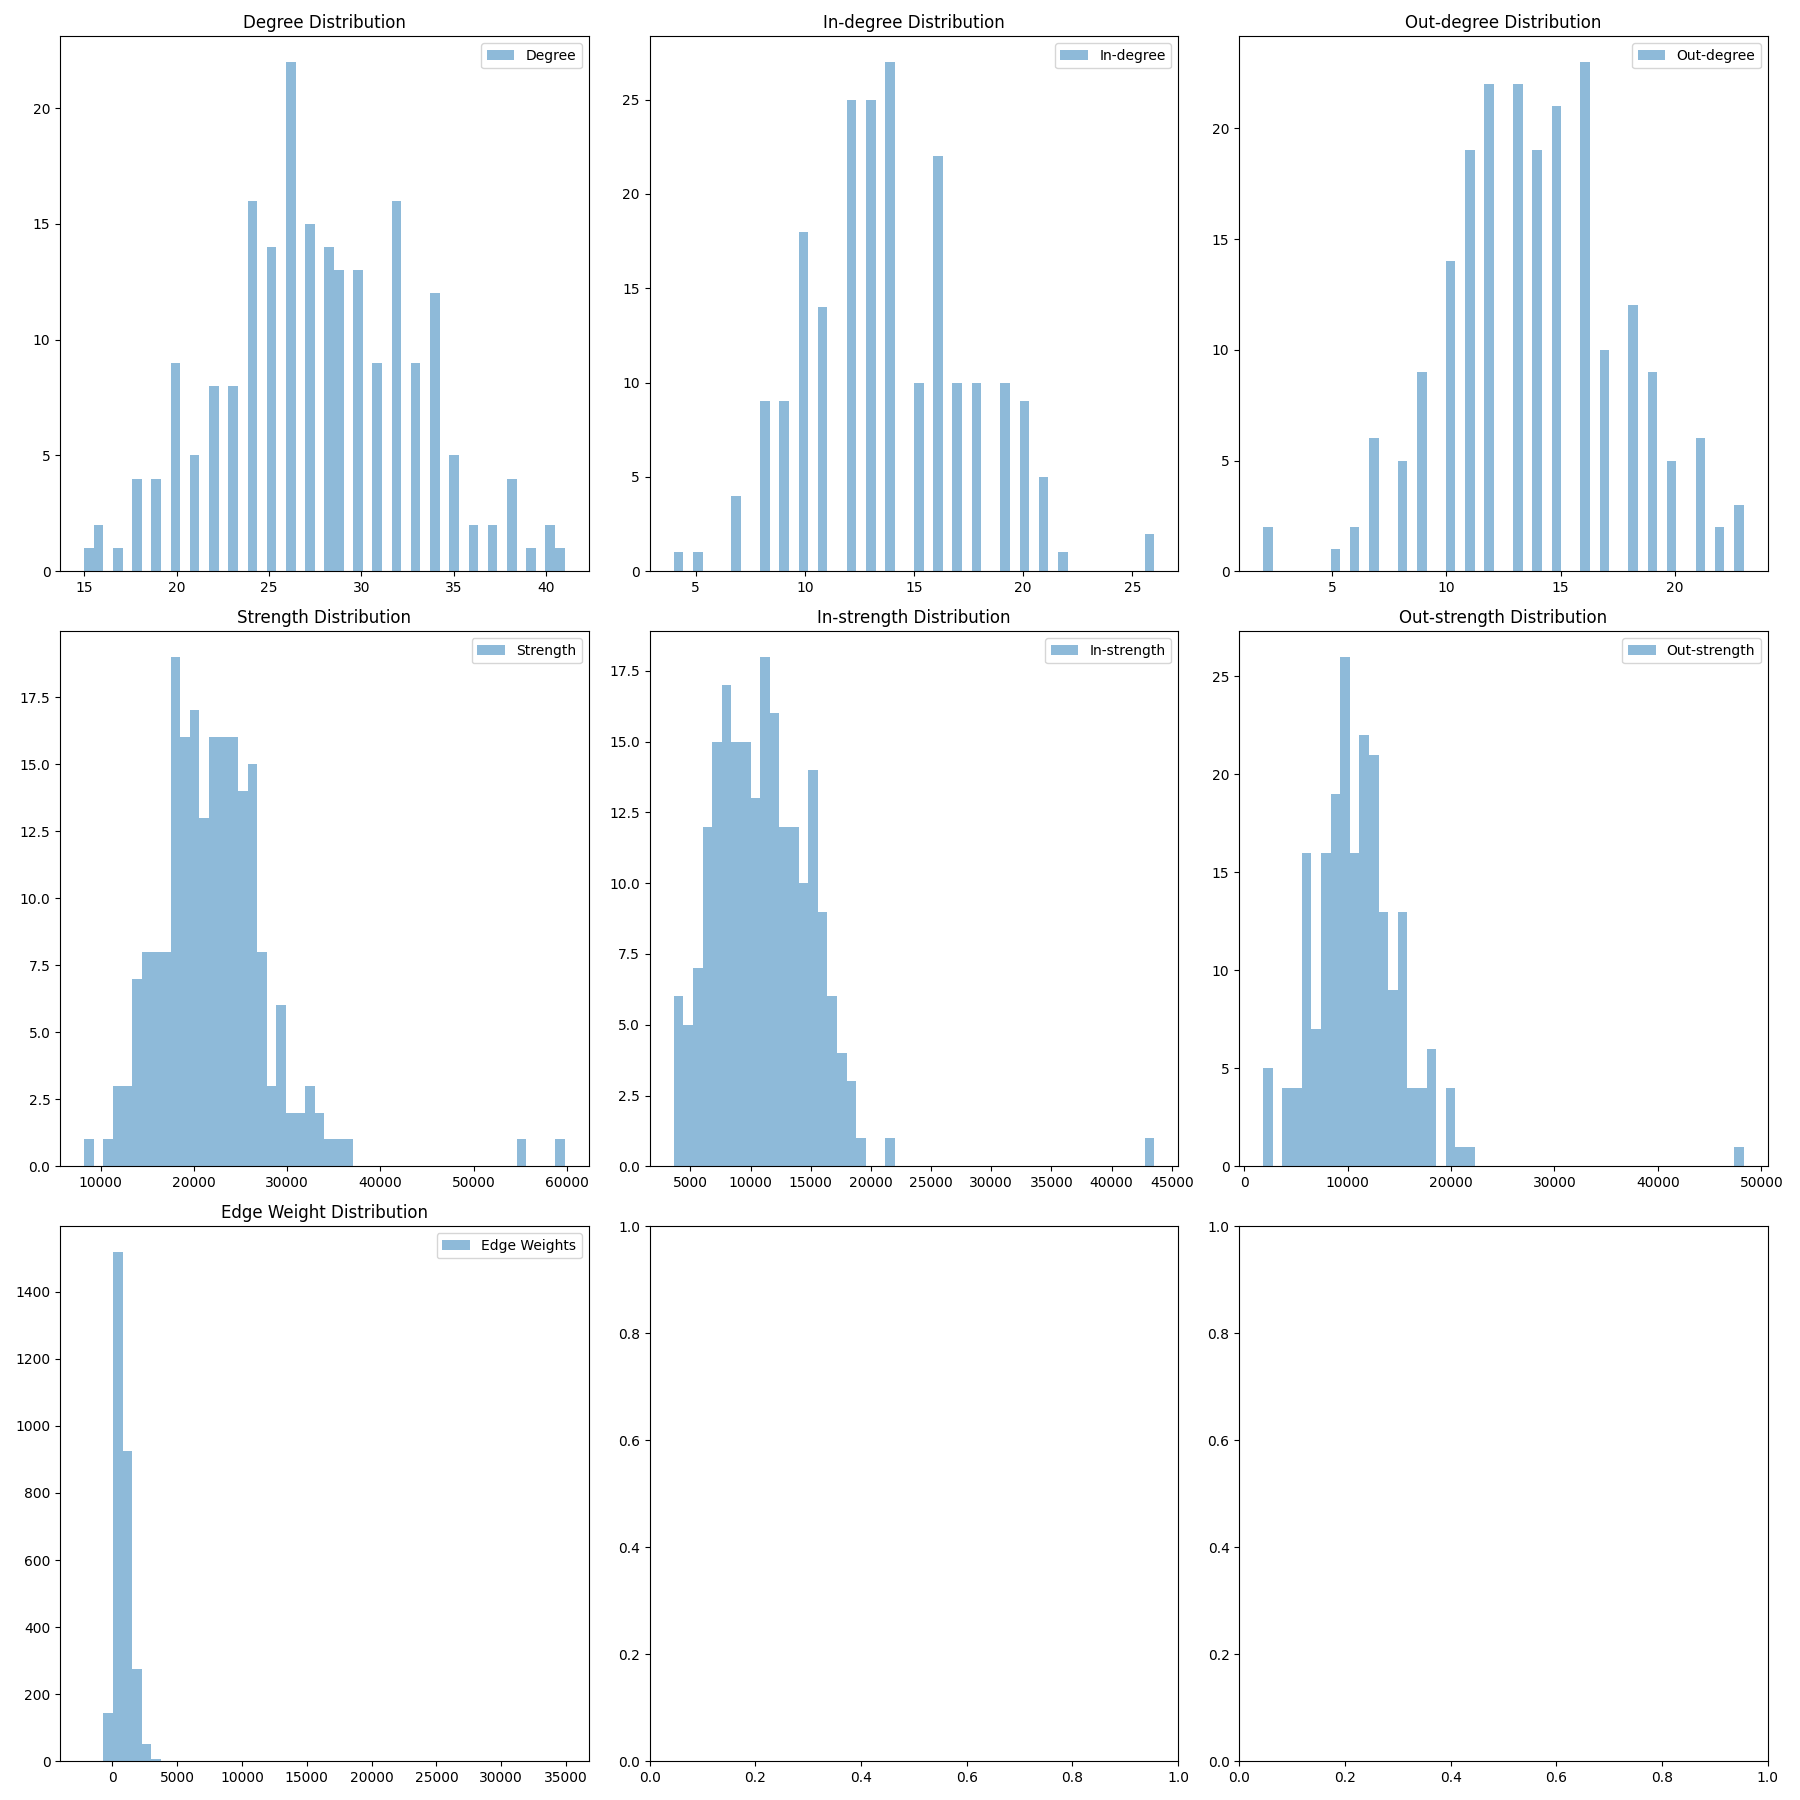 Degree Distribution
Degree
20
15
10
5
0
15 20 25 30 35 40
In-degree Distribution
In-degree
25
20
15
10
5
0
5 10 15 20 25
Out-degree Distribution
Out-degree
20
15
10
5
0
5 10 15 20
Strength Distribution
Strength
17.5
15.0
12.5
10.0
7.5
5.0
2.5
0.0
10000 20000 30000 40000 50000 60000
In-strength Distribution
In-strength
17.5
15.0
12.5
10.0
7.5
5.0
2.5
0.0
5000 10000 15000 20000 25000 30000 35000 40000 45000
Out-strength Distribution
Out-strength
25
20
15
10
5
0
0 10000 20000 30000 40000 50000
Edge Weight Distribution
Edge Weights
1400
1200
1000
800
600
400
200
0
0 5000 10000 15000 20000 25000 30000 35000
1.0
0.8
0.6
0.4
0.2
0.0
0.0 0.2 0.4 0.6 0.8 1.0
1.0
0.8
0.6
0.4
0.2
0.0
0.0 0.2 0.4 0.6 0.8 1.0